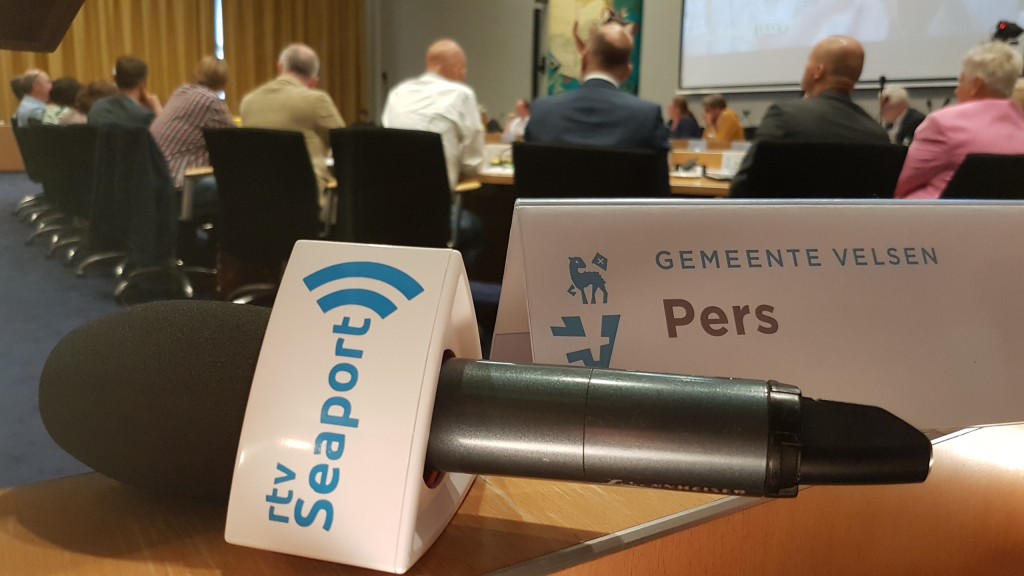 GEMEENTE VELSEN
Pers
rtv
Seaport